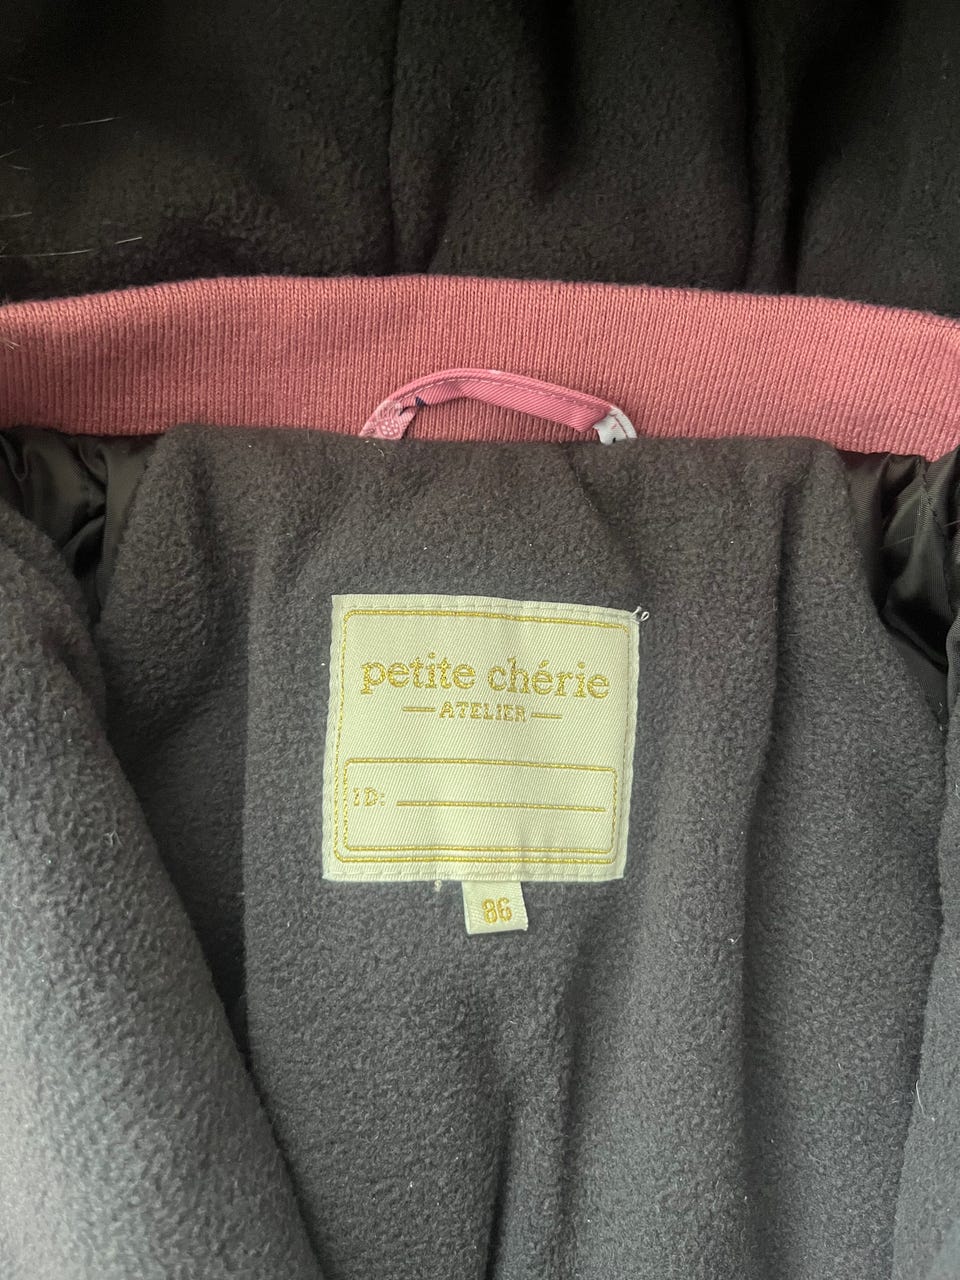 petite chérie
ATELIER
ID:
86